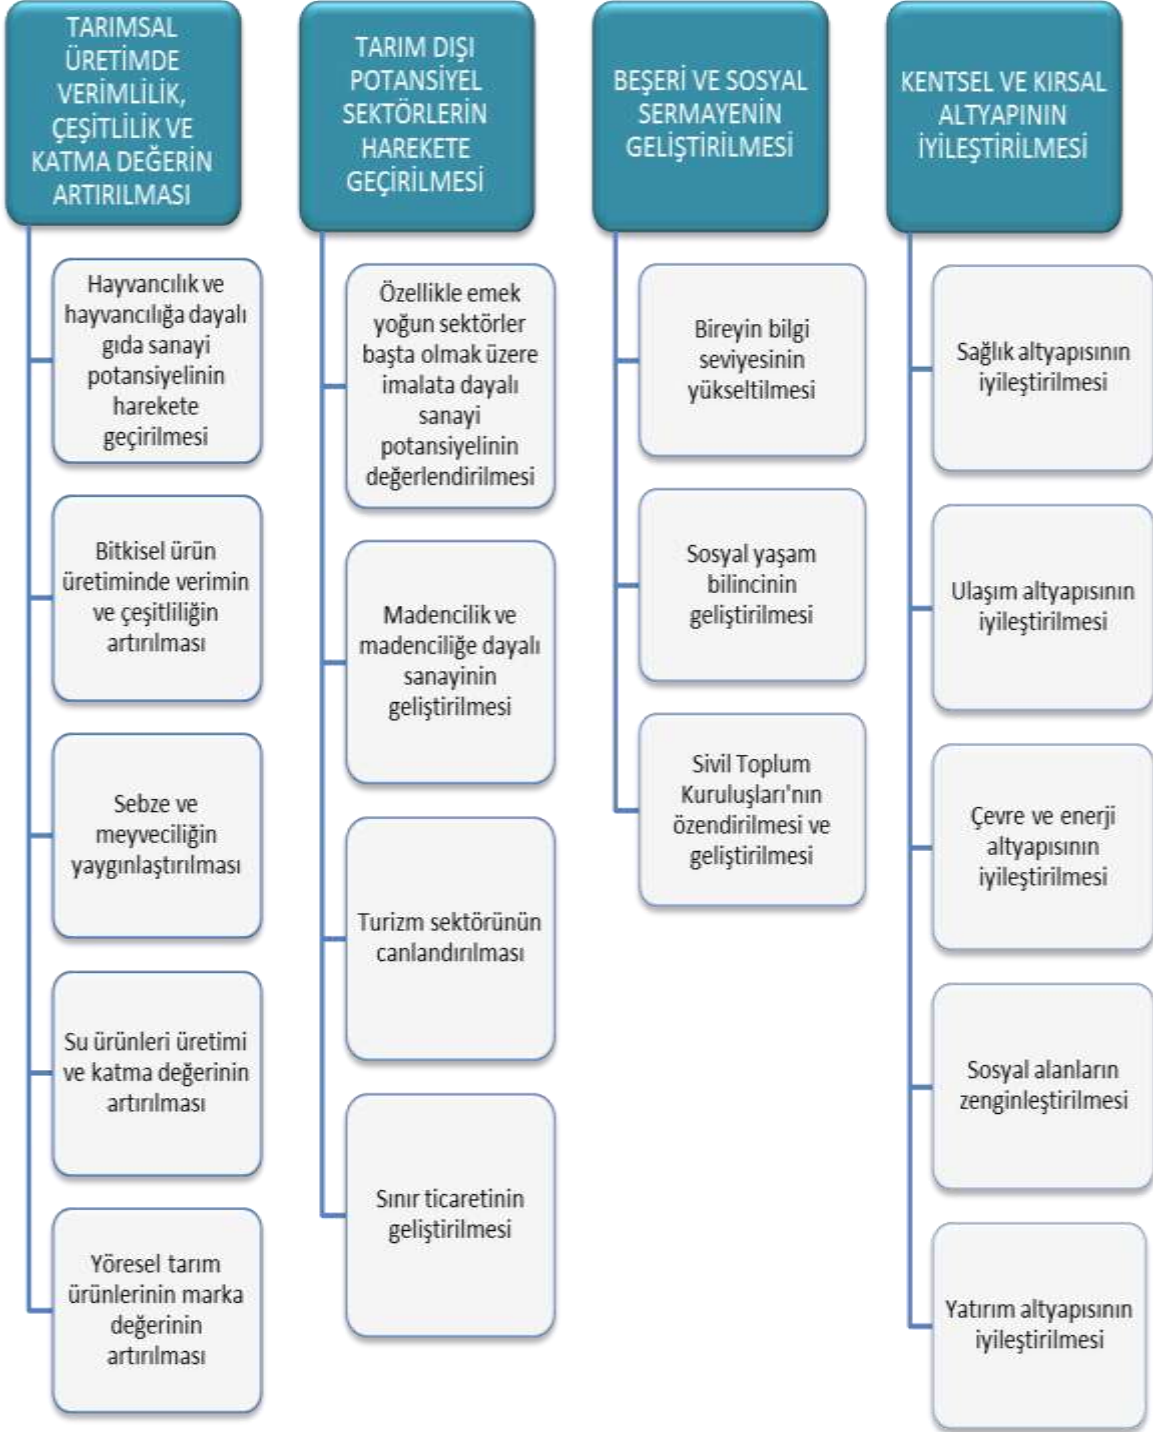 TARIMSAL
ÜRETİMDE
VERİMLİLİK,
ÇEŞİTLİLİK VE
KATMA DEĞERİN
ARTIRILMASI
Hayvancılık ve
hayvancılığa dayalı
gıda sanayi
potansiyelinin
harekete
geçirilmesi
Bitkisel ürün
üretiminde verimin
ve çeşitliliğin
artırılması
Sebze ve
meyveciliğin
yaygınlaştırılması
Su ürünleri üretimi
ve katma değerinin
artırılması
Yöresel tarım
ürünlerinin marka
değerinin
artırılması
TARIM DIŞI
POTANSİYEL
SEKTÖRLERİN
HAREKETE
GEÇİRİLMESİ
Özellikle emek
yoğun sektörler
başta olmak üzere
imalata dayalı
sanayi
potansiyelinin
değerlendirilmesi
Madencilik ve
madenciliğe dayalı
sanayinin
geliştirilmesi
Turizm sektörünün
canlandırılması
Sınır ticaretinin
geliştirilmesi
BEŞERİ VE SOSYAL
SERMAYENİN
GELİŞTİRİLMESİ
Bireyin bilgi
seviyesinin
yükseltilmesi
Sosyal yaşam
bilincinin
geliştirilmesi
Sivil Toplum
Kuruluşları'nın
özendirilmesi ve
geliştirilmesi
KENTSEL VE KIRSAL
ALTYAPININ
İYİLEŞTİRİLMESİ
Sağlık altyapısının
iyileştirilmesi
Ulaşım altyapısının
iyileştirilmesi
Çevre ve enerji
altyapısının
iyileştirilmesi
Sosyal alanların
zenginleştirilmesi
Yatırım altyapısının
iyileştirilmesi